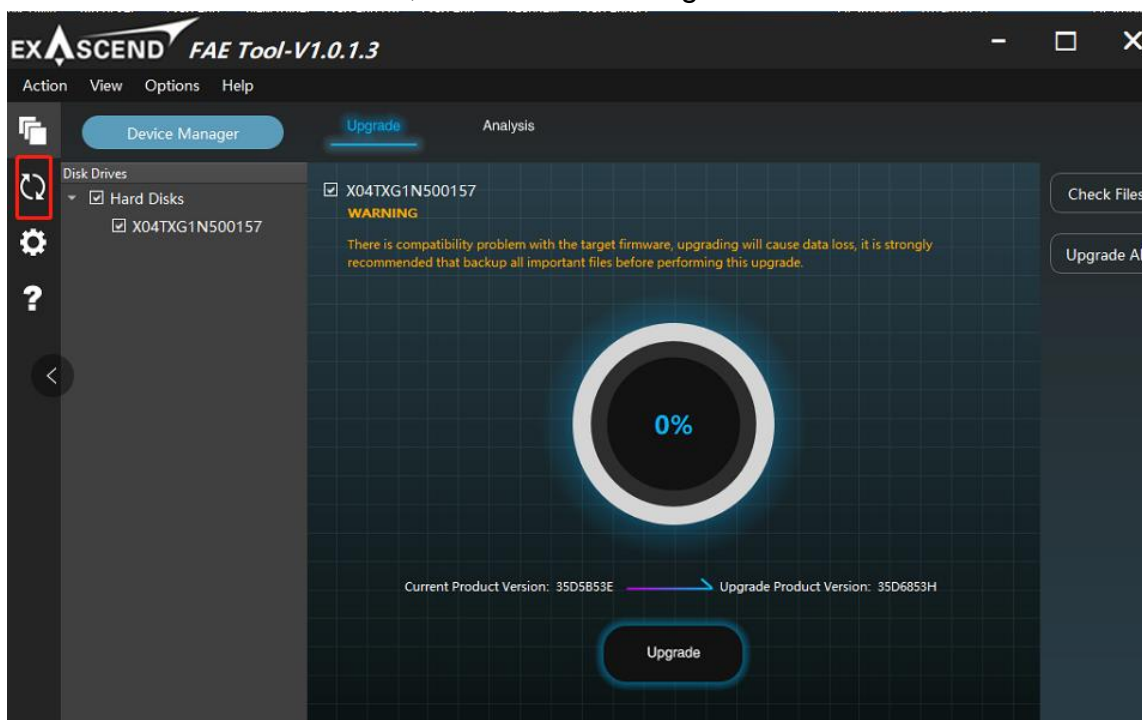 EXASCEND FAE Tool-V1.0.1.3
Action View Options Help
Device Manager
Upgrade Analysis
Disk Drives
Hard Disks
X04TXG1N500157
X04TXG1N500157
WARNING
There is compatibility problem with the target firmware, upgrading will cause data loss, it is strongly
recommended that backup all important files before performing this upgrade.
Check Files
Upgrade Al
0%
Current Product Version: 35D5B53E
Upgrade Product Version: 35D6853H
Upgrade